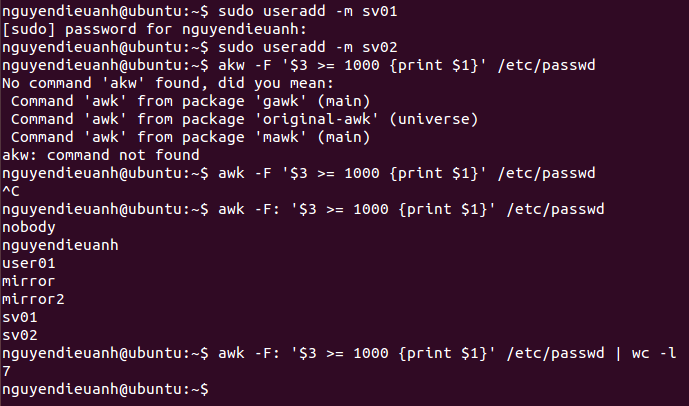 nguyendieuanh@ubuntu:~$ sudo useradd -m sv01
[sudo] password for nguyendieuanh:
nguyendieuanh@ubuntu:~$ sudo useradd -m sv02
nguyendieuanh@ubuntu:~$ akw -F '$3 >= 1000 {print $1}' /etc/passwd
No command 'akw' found, did you mean:
 Command 'awk' from package 'gawk' (main)
 Command 'awk' from package 'original-awk' (universe)
 Command 'awk' from package 'mawk' (main)
akw: command not found
nguyendieuanh@ubuntu:~$ awk -F '$3 >= 1000 {print $1}' /etc/passwd
^C
nguyendieuanh@ubuntu:~$ awk -F: '$3 >= 1000 {print $1}' /etc/passwd
nobody
nguyendieuanh
user01
mirror
mirror2
sv01
sv02
nguyendieuanh@ubuntu:~$ awk -F: '$3 >= 1000 {print $1}' /etc/passwd | wc -l
7
nguyendieuanh@ubuntu:~$